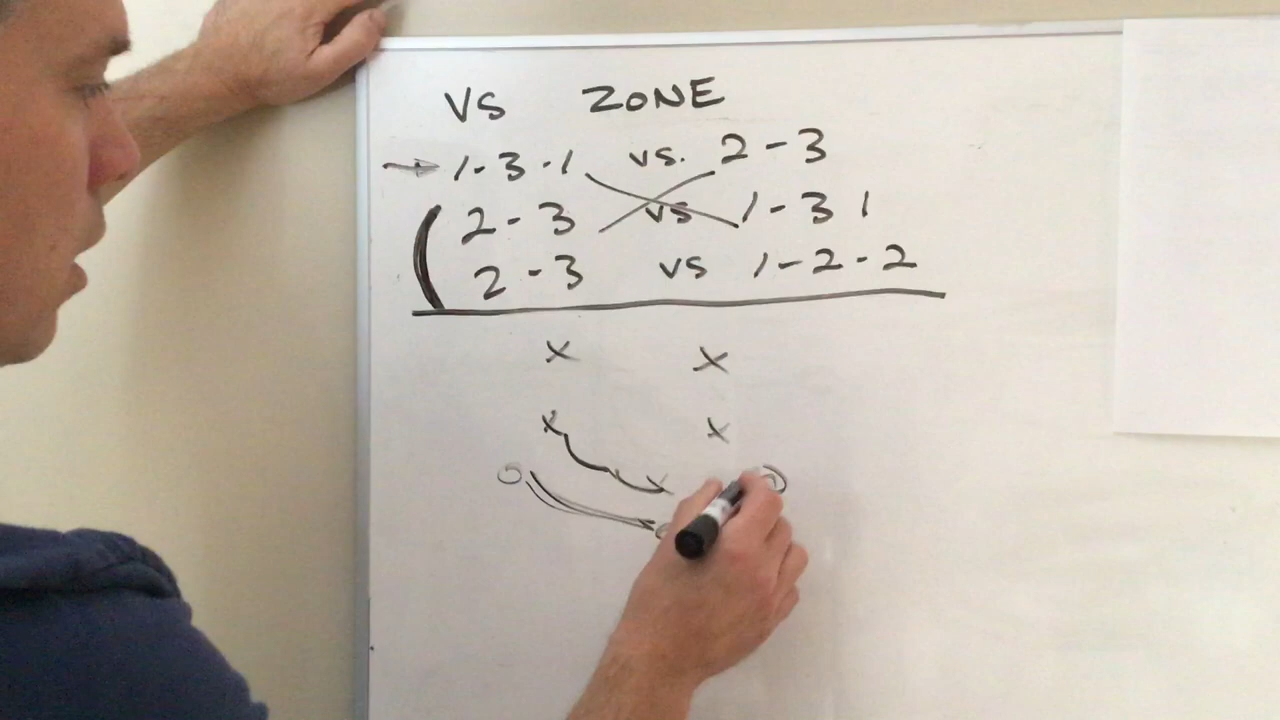 VS ZONE
→ 1-3-1 vs. 2-3
2-3 vs 1-3 1
2-3 vs 1-2-2
x x
x x
O x O